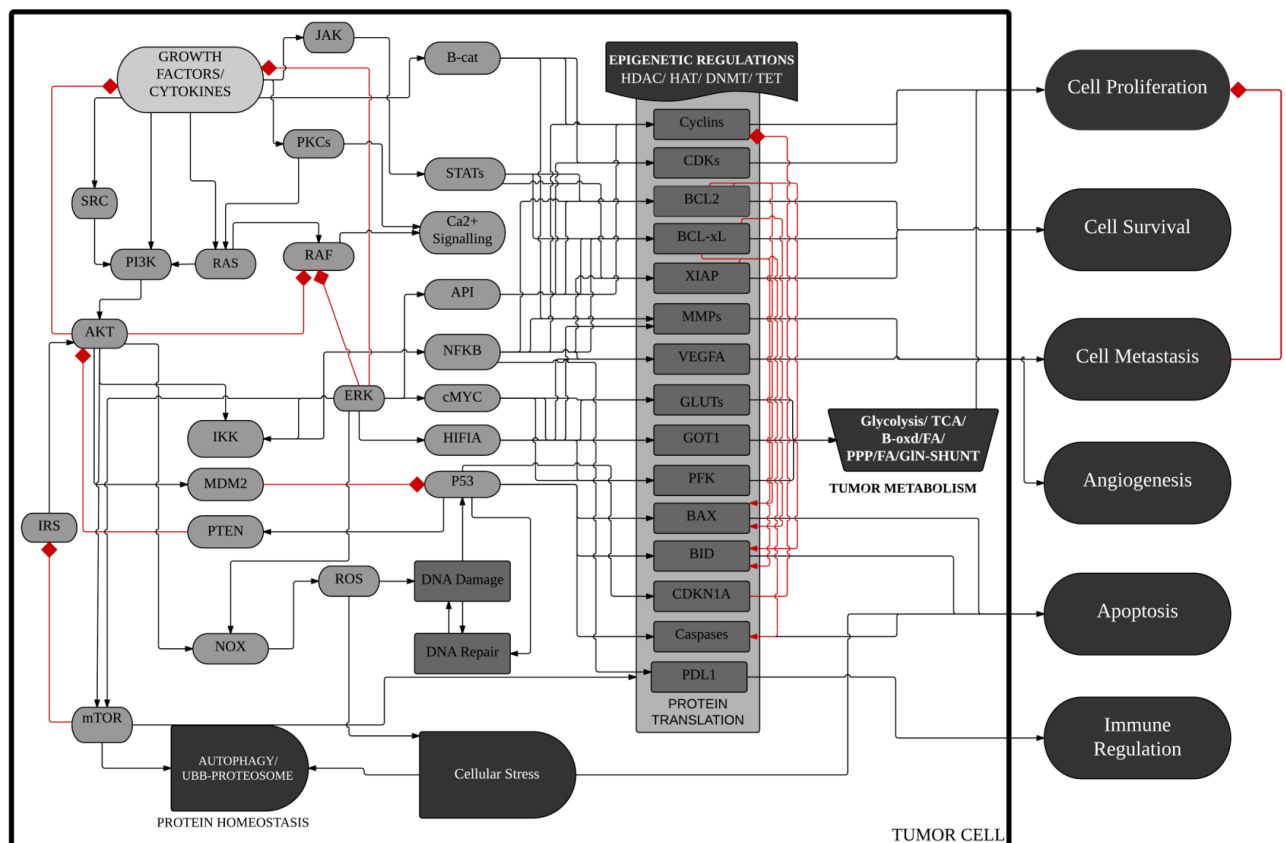 GROWTH
FACTORS/
CYTOKINES
JAK
B-cat
EPIGENETIC REGULATIONS
HDAC/ HAT/ DNMT/ TET
Cell Proliferation
PKCs
Cyclins
STATs
CDKs
SRC
BCL2
Ca2+
Signalling
BCL-xL
Cell Survival
PI3K
RAS
RAF
XIAP
API
MMPs
AKT
NFKB
VEGFA
Cell Metastasis
ERK
cMYC
GLUTs
Glycolysis/ TCA/
B-oxd/FA/
PPP/FA/GlN-SHUNT
IKK
HIFIA
GOT1
TUMOR METABOLISM
MDM2
P53
PFK
Angiogenesis
IRS
PTEN
BAX
BID
ROS
DNA Damage
CDKN1A
Apoptosis
NOX
DNA Repair
Caspases
PDL1
PROTEIN
TRANSLATION
mTOR
Immune
Regulation
AUTOPHAGY/
UBB-PROTEOSOME
Cellular Stress
PROTEIN HOMEOSTASIS
TUMOR CELL